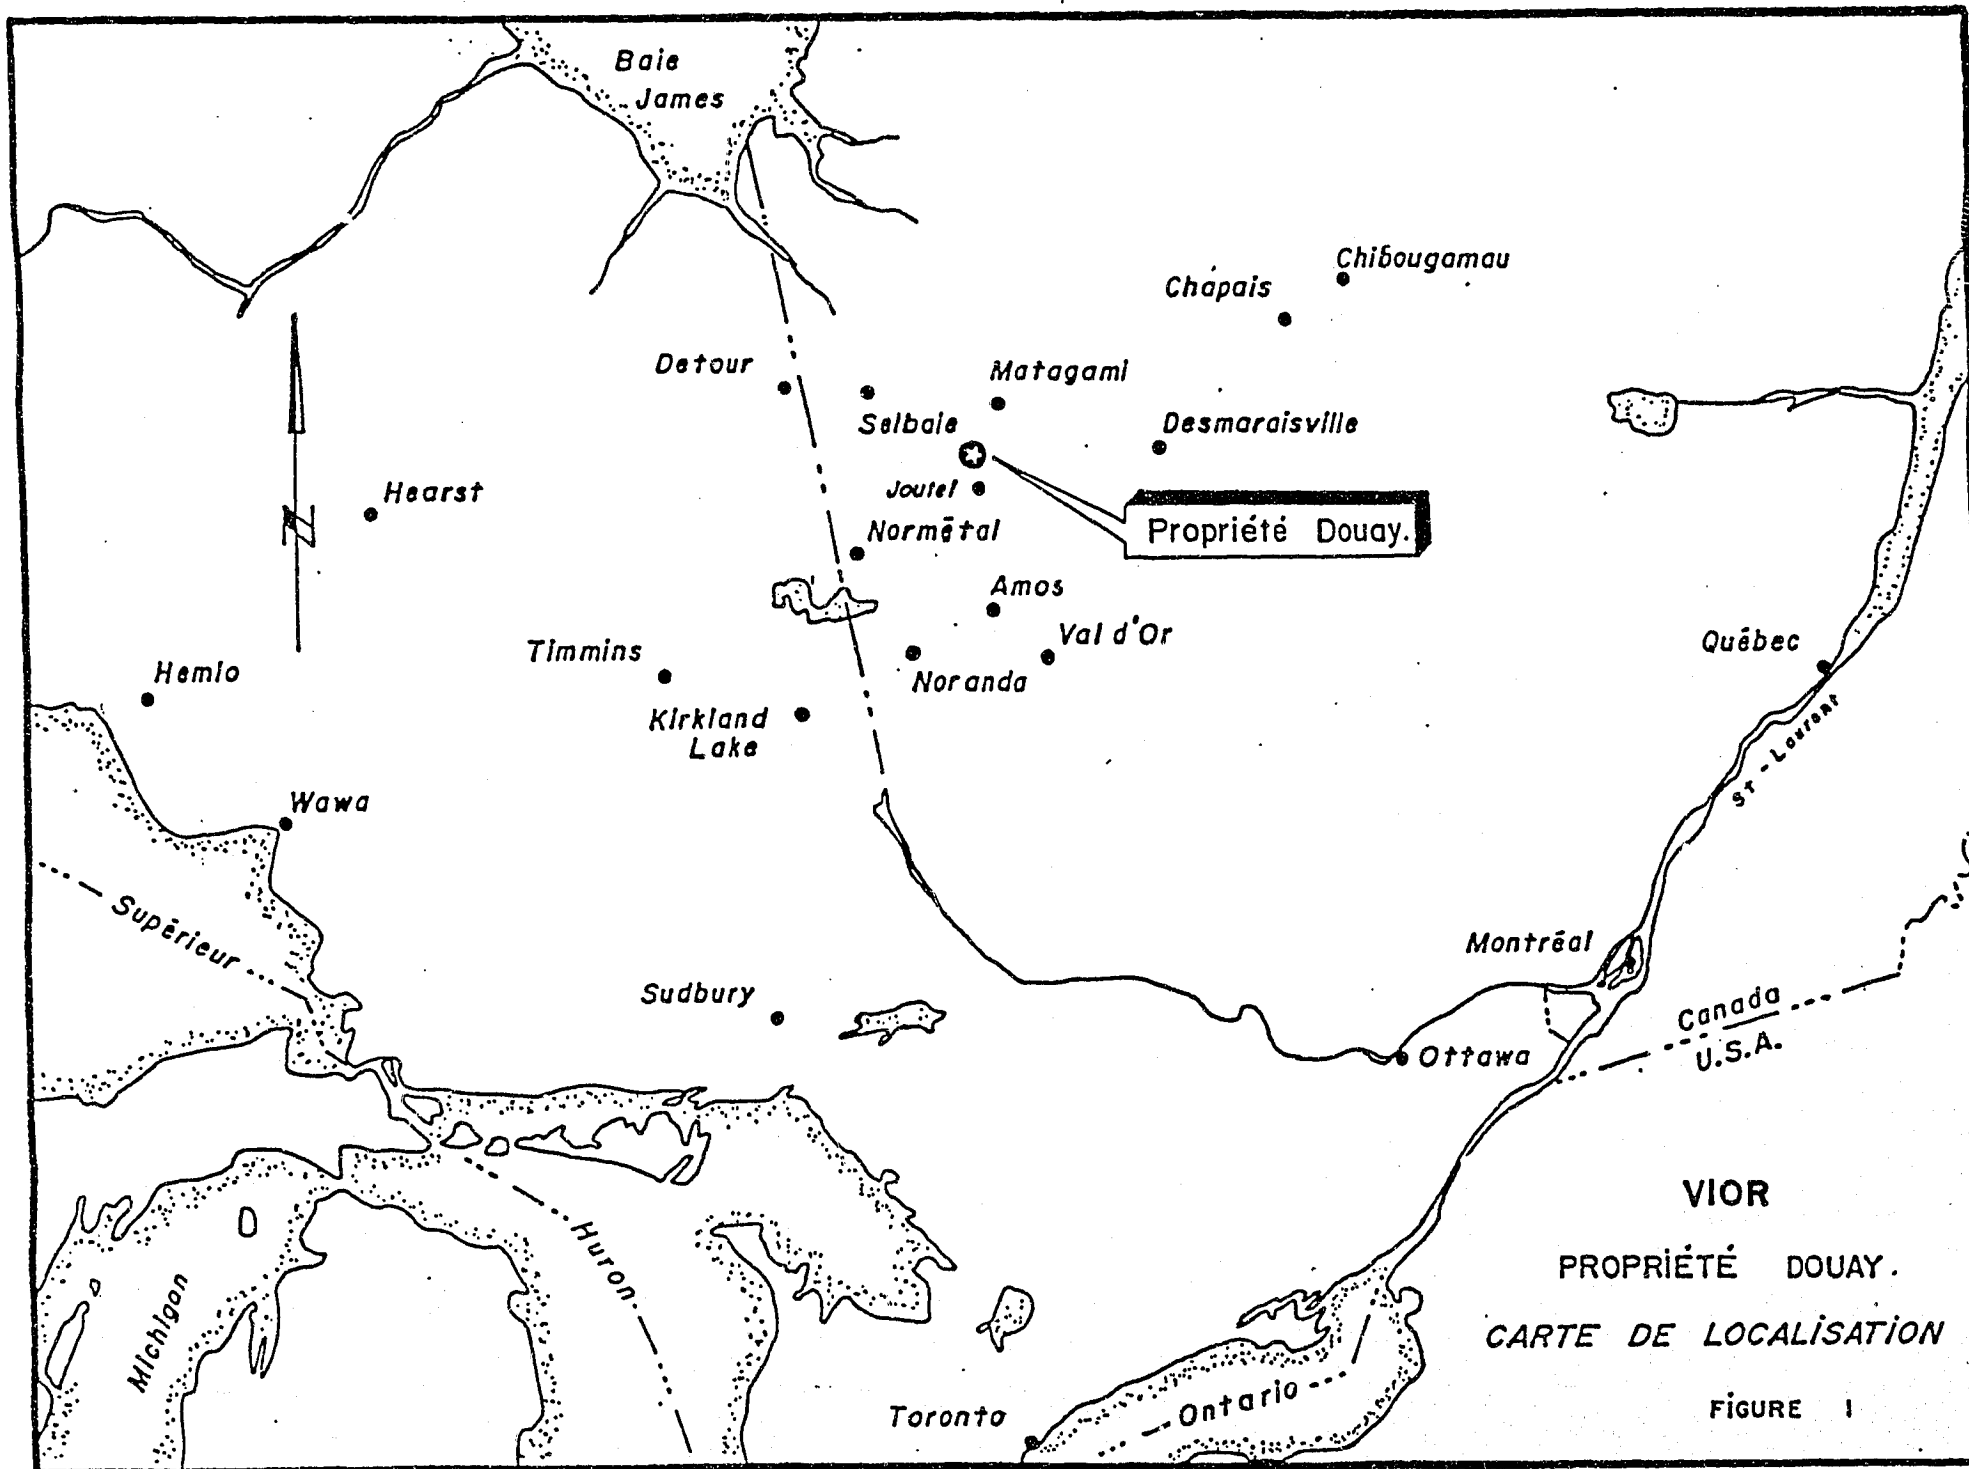 Baie
James
Chibougamau
Chapais
Detour
Matagami
Selbaie
Desmaraisville
Joutel
Hearst
Normētal
Propriété Douay.
Amos
Val d'Or
Timmins
Noranda
Québec
Hemlo
Kirkland
Lake
St - Laurent
Wawa
Supérieur
Montréal
Sudbury
Canada
U.S.A.
Ottawa
Huron
Michigan
Ontario
Toronto
N
VIOR
PROPRIÉTÉ DOUAY.
CARTE DE LOCALISATION
FIGURE 1